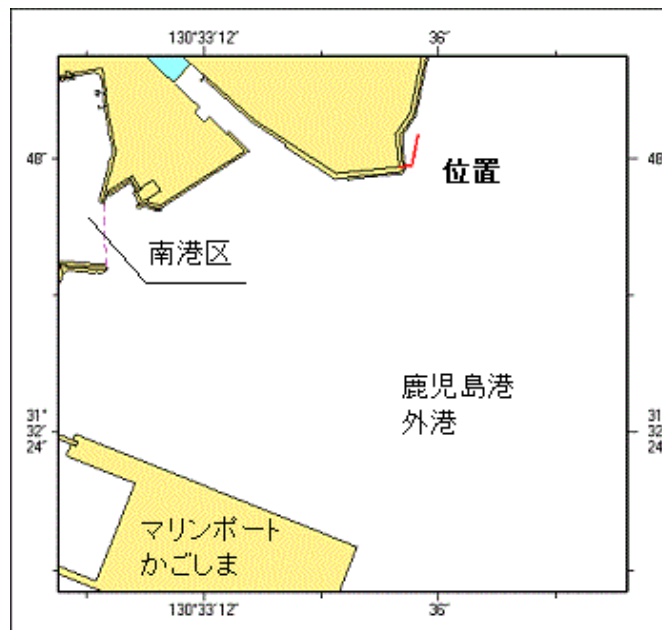 130°33′12″ 36″
48″ 48″
位置
南港区
鹿児島港
外港
31°
32′
24″
31°
32′
24″
マリンポート
かごしま
130°33′12″ 36″